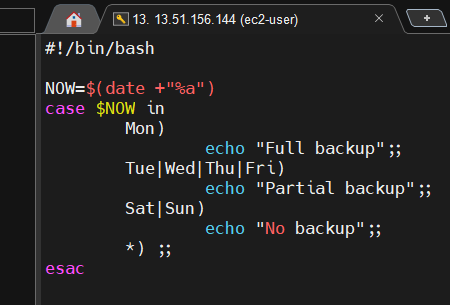 13. 13.51.156.144 (ec2-user)
#!/bin/bash
NOW=$(date +"%a")
case $NOW in
        Mon)
                echo "Full backup";;
        Tue|Wed|Thu|Fri)
                echo "Partial backup";;
        Sat|Sun)
                echo "No backup";;
        *) ;;
esac